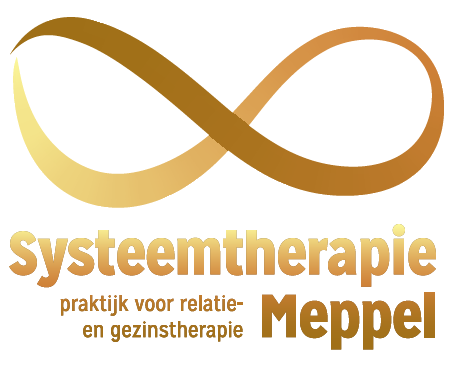 Systeemtherapie
praktijk voor relatie-
en gezinstherapie
Meppel